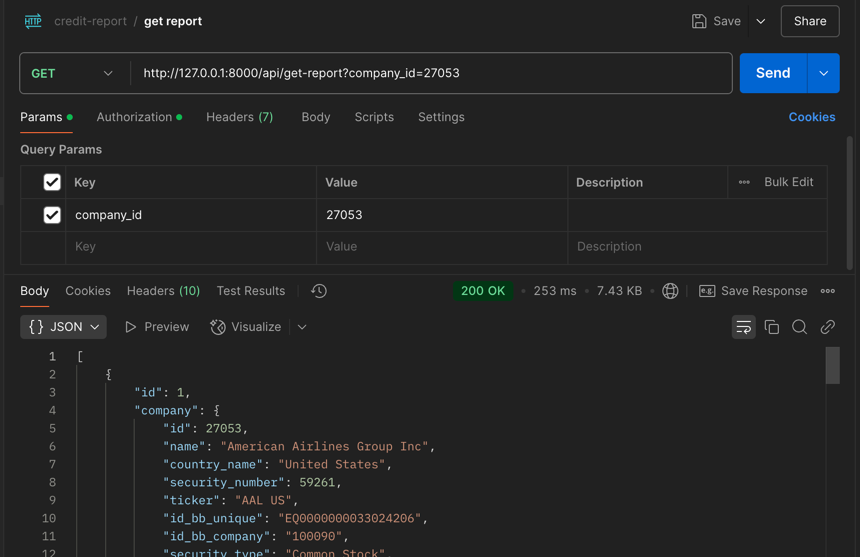 HTTP credit-report / get report Save Share
GET http://127.0.0.1:8000/api/get-report?company_id=27053 Send
Params Authorization Headers (7) Body Scripts Settings Cookies
Query Params
Key Value Description Bulk Edit
company_id 27053
Key Value Description
Body Cookies Headers (10) Test Results 200 OK 253 ms 7.43 KB e.g. Save Response
{} JSON Preview Visualize
1 [
2 {
3 "id": 1,
4 "company": {
5 "id": 27053,
6 "name": "American Airlines Group Inc",
7 "country_name": "United States",
8 "security_number": 59261,
9 "ticker": "AAL US",
10 "id_bb_unique": "EQ0000000033024206",
11 "id_bb_company": "100090",
12 "security_type": "Common Stock"